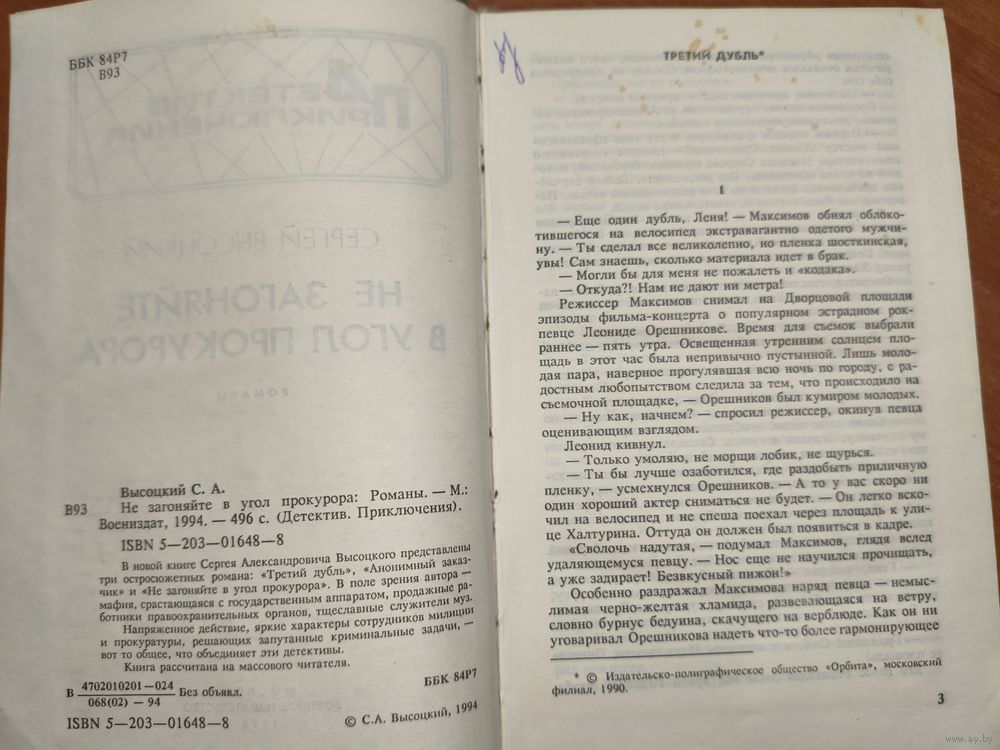 ББК 84Р7
В93
Высоцкий С. А.
В93 Не загоняйте в угол прокурора: Романы. — М.:
Воениздат, 1994. — 496 с. (Детектив. Приключения).
ISBN 5—203—01648—8
В новой книге Сергея Александровича Высоцкого представлены
три остросюжетных романа: «Третий дубль», «Анонимный заказ-
чик» и «Не загоняйте в угол прокурора». В поле зрения автора —
мафия, срастающаяся с государственным аппаратом, продажные ра-
ботники правоохранительных органов, тщеславные служители муз.
Напряженное действие, яркие характеры сотрудников милиции
и прокуратуры, решающих запутанные криминальные задачи, —
вот то общее, что объединяет эти детективы.
Книга рассчитана на массового читателя.
В 4702010201—024
068(02) — 94
Без объявл.
ББК 84Р7
ISBN 5—203—01648—8
© С.А. Высоцкий, 1994
ТРЕТИЙ ДУБЛЬ*
1
— Еще один дубль, Леня! — Максимов обнял облоко-
тившегося на велосипед экстравагантно одетого мужчи-
ну. — Ты сделал все великолепно, но пленка шосткинская,
увы! Сам знаешь, сколько материала идет в брак.
— Могли бы для меня не пожалеть и «кодака».
— Откуда?! Нам не дают ни метра!
Режиссер Максимов снимал на Дворцовой площади
эпизоды фильма-концерта о популярном эстрадном рок-
певце Леониде Орешникове. Время для съемок выбрали
раннее — пять утра. Освещенная утренним солнцем пло-
щадь в этот час была непривычно пустынной. Лишь моло-
дая пара, наверное прогулявшая всю ночь по городу, с ра-
достным любопытством следила за тем, что происходило на
съемочной площадке, — Орешников был кумиром молодых.
— Ну как, начнем? — спросил режиссер, окинув певца
оценивающим взглядом.
Леонид кивнул.
— Только умоляю, не морщи лобик, не щурься.
— Ты бы лучше озаботился, где раздобыть приличную
пленку, — усмехнулся Орешников. — А то у вас скоро ни
один хороший актер сниматься не будет. — Он легко вско-
чил на велосипед и не спеша поехал через площадь к ули-
це Халтурина. Оттуда он должен был появиться в кадре.
«Сволочь надутая, — подумал Максимов, глядя вслед
удаляющемуся певцу. — Нос еще не научился прочищать,
а уже задирает! Безвкусный пижон!»
Особенно раздражал Максимова наряд певца — немыс-
лимая черно-желтая хламида, развевающаяся на ветру,
словно бурнус бедуина, скачущего на верблюде. Как он ни
уговаривал Орешникова надеть что-то более гармонирующее
* © Издательско-полиграфическое общество «Орбита», московский
филиал, 1990.
3
www.ay.by